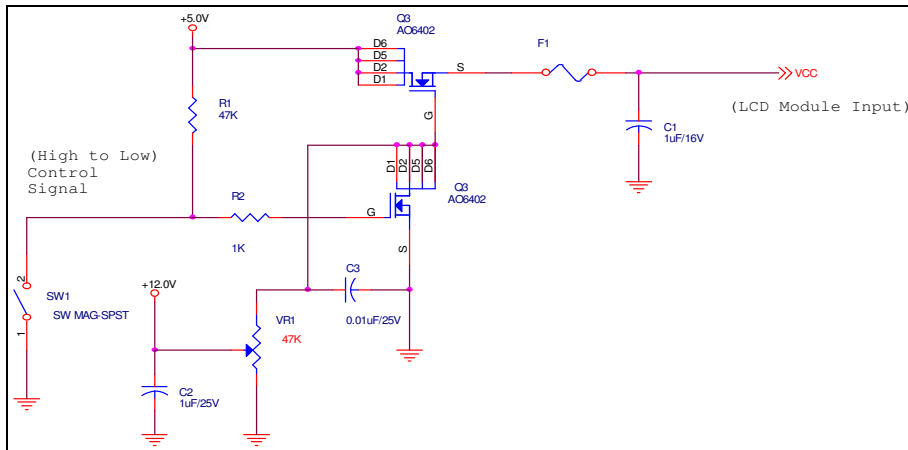 +5.0V
Q3
AO6402
F1
D6
D5
D2
D1
S
G
VCC
(LCD Module Input)
R1
47K
C1
1uF/16V
(High to Low)
Control
Signal
D1
D2
D5
D6
R2
1K
G
Q3
AO6402
S
2
SW1
SW MAG-SPST
1
+12.0V
C3
0.01uF/25V
VR1
47K
C2
1uF/25V